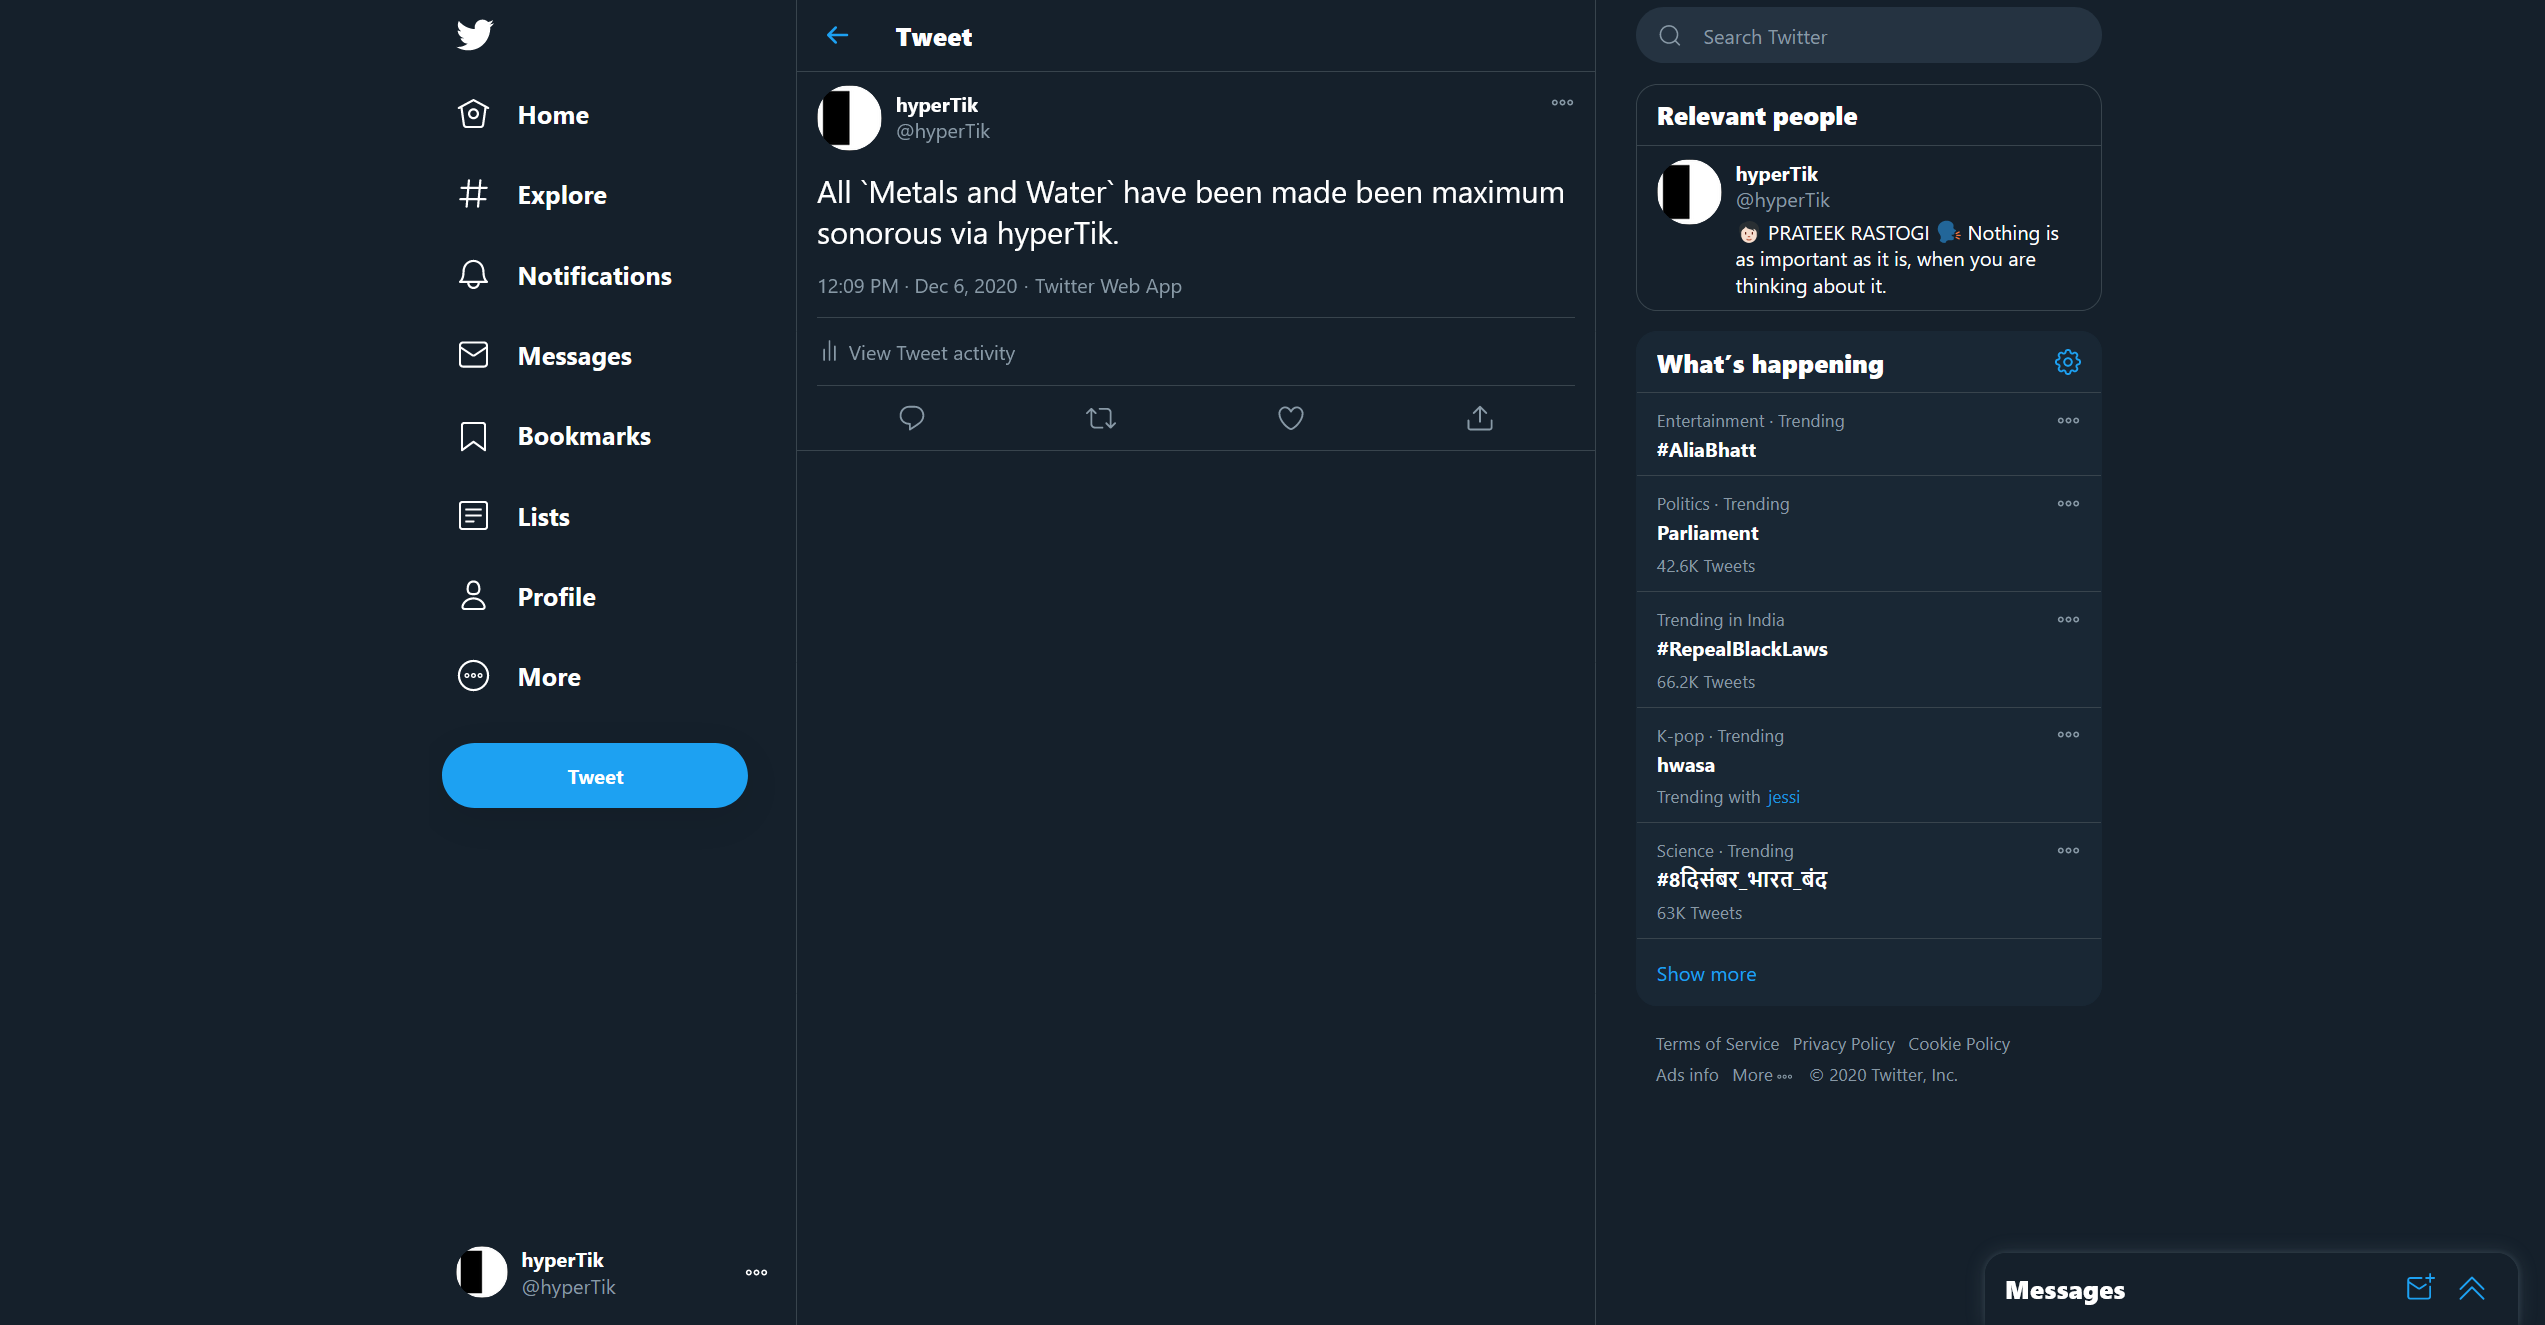 Home
Explore
Notifications
Messages
Bookmarks
Lists
Profile
More
Tweet
hyperTik
@hyperTik
Tweet
hyperTik
@hyperTik
All `Metals and Water` have been made been maximum
sonorous via hyperTik.
12:09 PM · Dec 6, 2020 · Twitter Web App
View Tweet activity
Search Twitter
Relevant people
hyperTik
@hyperTik
PRATEEK RASTOGI Nothing is
as important as it is, when you are
thinking about it.
What's happening
Entertainment · Trending
#AliaBhatt
Politics · Trending
Parliament
42.6K Tweets
Trending in India
#RepealBlackLaws
66.2K Tweets
K-pop · Trending
hwasa
Trending with jessi
Science · Trending
#8दिसंबर_भारत_बंद
63K Tweets
Show more
Terms of Service Privacy Policy Cookie Policy
Ads info More © 2020 Twitter, Inc.
Messages